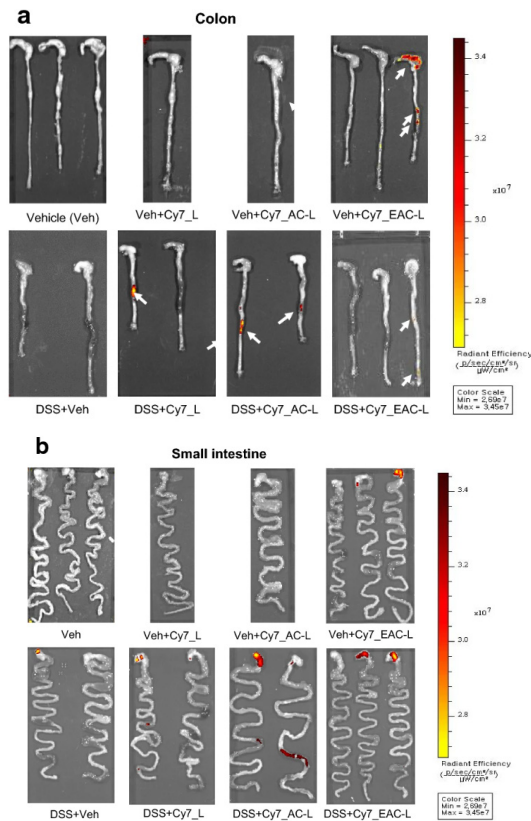 a
Colon
Vehicle (Veh)
Veh+Cy7_L
Veh+Cy7_AC-L
Veh+Cy7_EAC-L
DSS+Veh
DSS+Cy7_L
DSS+Cy7_AC-L
DSS+Cy7_EAC-L
3.4
3.2
x10⁷
3.0
2.8
Radiant Efficiency
(p/sec/cm²/sr
µW/cm²)
Color Scale
Min = 2,69e7
Max = 3,45e7
b
Small intestine
Veh
Veh+Cy7_L
Veh+Cy7_AC-L
Veh+Cy7_EAC-L
DSS+Veh
DSS+Cy7_L
DSS+Cy7_AC-L
DSS+Cy7_EAC-L
3.4
3.2
x10⁷
3.0
2.8
Radiant Efficiency
(p/sec/cm²/sr
µW/cm²)
Color Scale
Min = 2,69e7
Max = 3,45e7